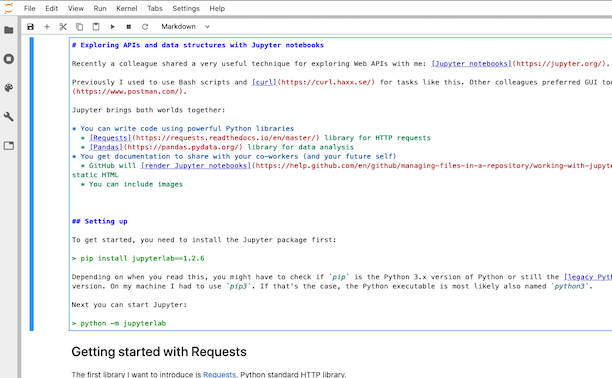 File Edit View Run Kernel Tabs Settings Help
Markdown
# Exploring APIs and data structures with Jupyter notebooks
Recently a colleague shared a very useful technique for exploring Web APIs with me: [Jupyter notebooks](https://jupyter.org/).
Previously I used to use Bash scripts and [curl](https://curl.haxx.se/) for tasks like this. Other colleagues preferred GUI too
(https://www.postman.com/).
Jupyter brings both worlds together:
* You can write code using powerful Python libraries
* [Requests](https://requests.readthedocs.io/en/master/) library for HTTP requests
* [Pandas](https://pandas.pydata.org/) library for data analysis
* You get documentation to share with your co-workers (and your future self)
* GitHub will [render Jupyter notebooks](https://help.github.com/en/github/managing-files-in-a-repository/working-with-jupyte
static HTML
* You can include images
## Setting up
To get started, you need to install the Jupyter package first:
> pip install jupyterlab==1.2.6
Depending on when you read this, you might have to check if `pip` is the Python 3.x version of Python or still the [legacy Pyth
version. On my machine I had to use `pip3`. If that's the case, the Python executable is most likely also named `python3`.
Next you can start Jupyter:
> python -m jupyterlab
Getting started with Requests
The first library I want to introduce is Requests, Python standard HTTP library.